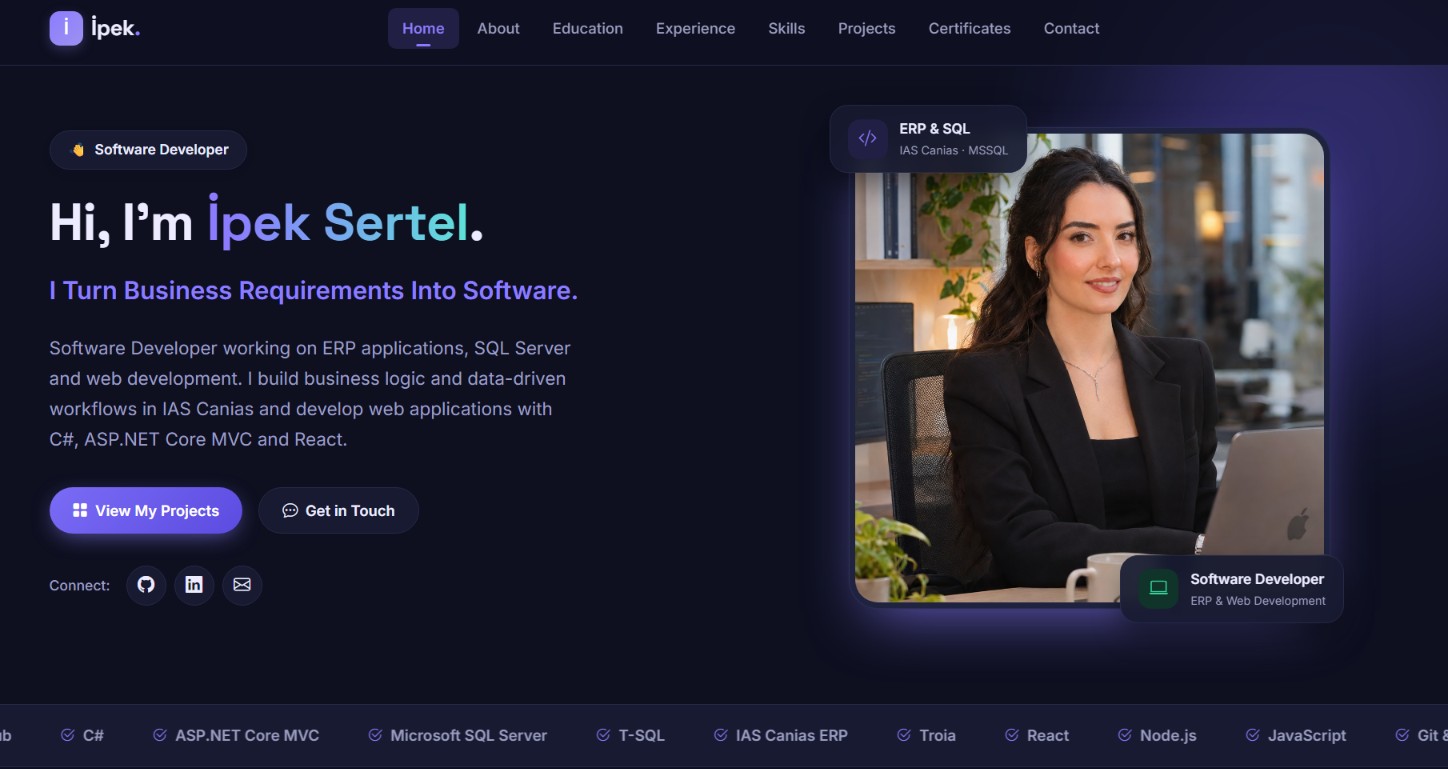 i
İpek.
Home
About
Education
Experience
Skills
Projects
Certificates
Contact
Software Developer
Hi, I’m İpek Sertel.
I Turn Business Requirements Into Software.
Software Developer working on ERP applications, SQL Server
and web development. I build business logic and data-driven
workflows in IAS Canias and develop web applications with
C#, ASP.NET Core MVC and React.
View My Projects
Get in Touch
Connect:
in
ERP & SQL
IAS Canias · MSSQL
Software Developer
ERP & Web Development
C#
ASP.NET Core MVC
Microsoft SQL Server
T-SQL
IAS Canias ERP
Troia
React
Node.js
JavaScript
Git